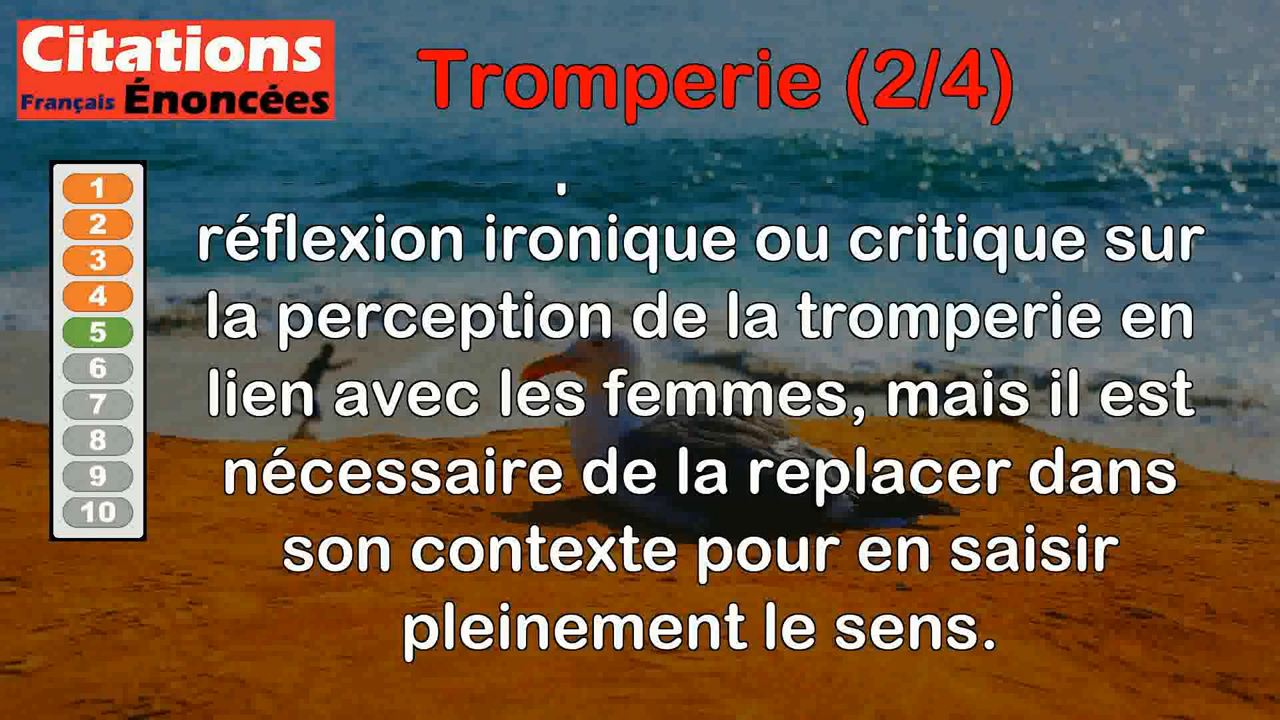 Citations
Français Énoncées
Tromperie (2/4)
1
2
3
4
5
6
7
8
9
10
réflexion ironique ou critique sur
la perception de la tromperie en
lien avec les femmes, mais il est
nécessaire de la replacer dans
son contexte pour en saisir
pleinement le sens.